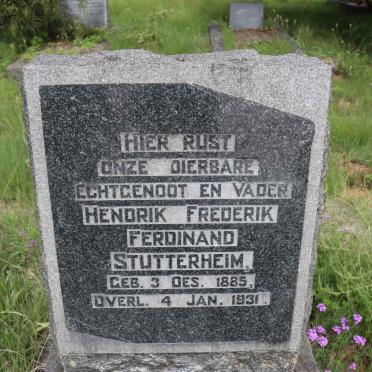 HIER RUST
ONZE DIERBARE
ECHTGENOOT EN VADER
HENDRIK FREDERIK
FERDINAND
STUTTERHEIM,
GEB. 3 DES. 1885,
OVERL. 4 JAN. 1931.